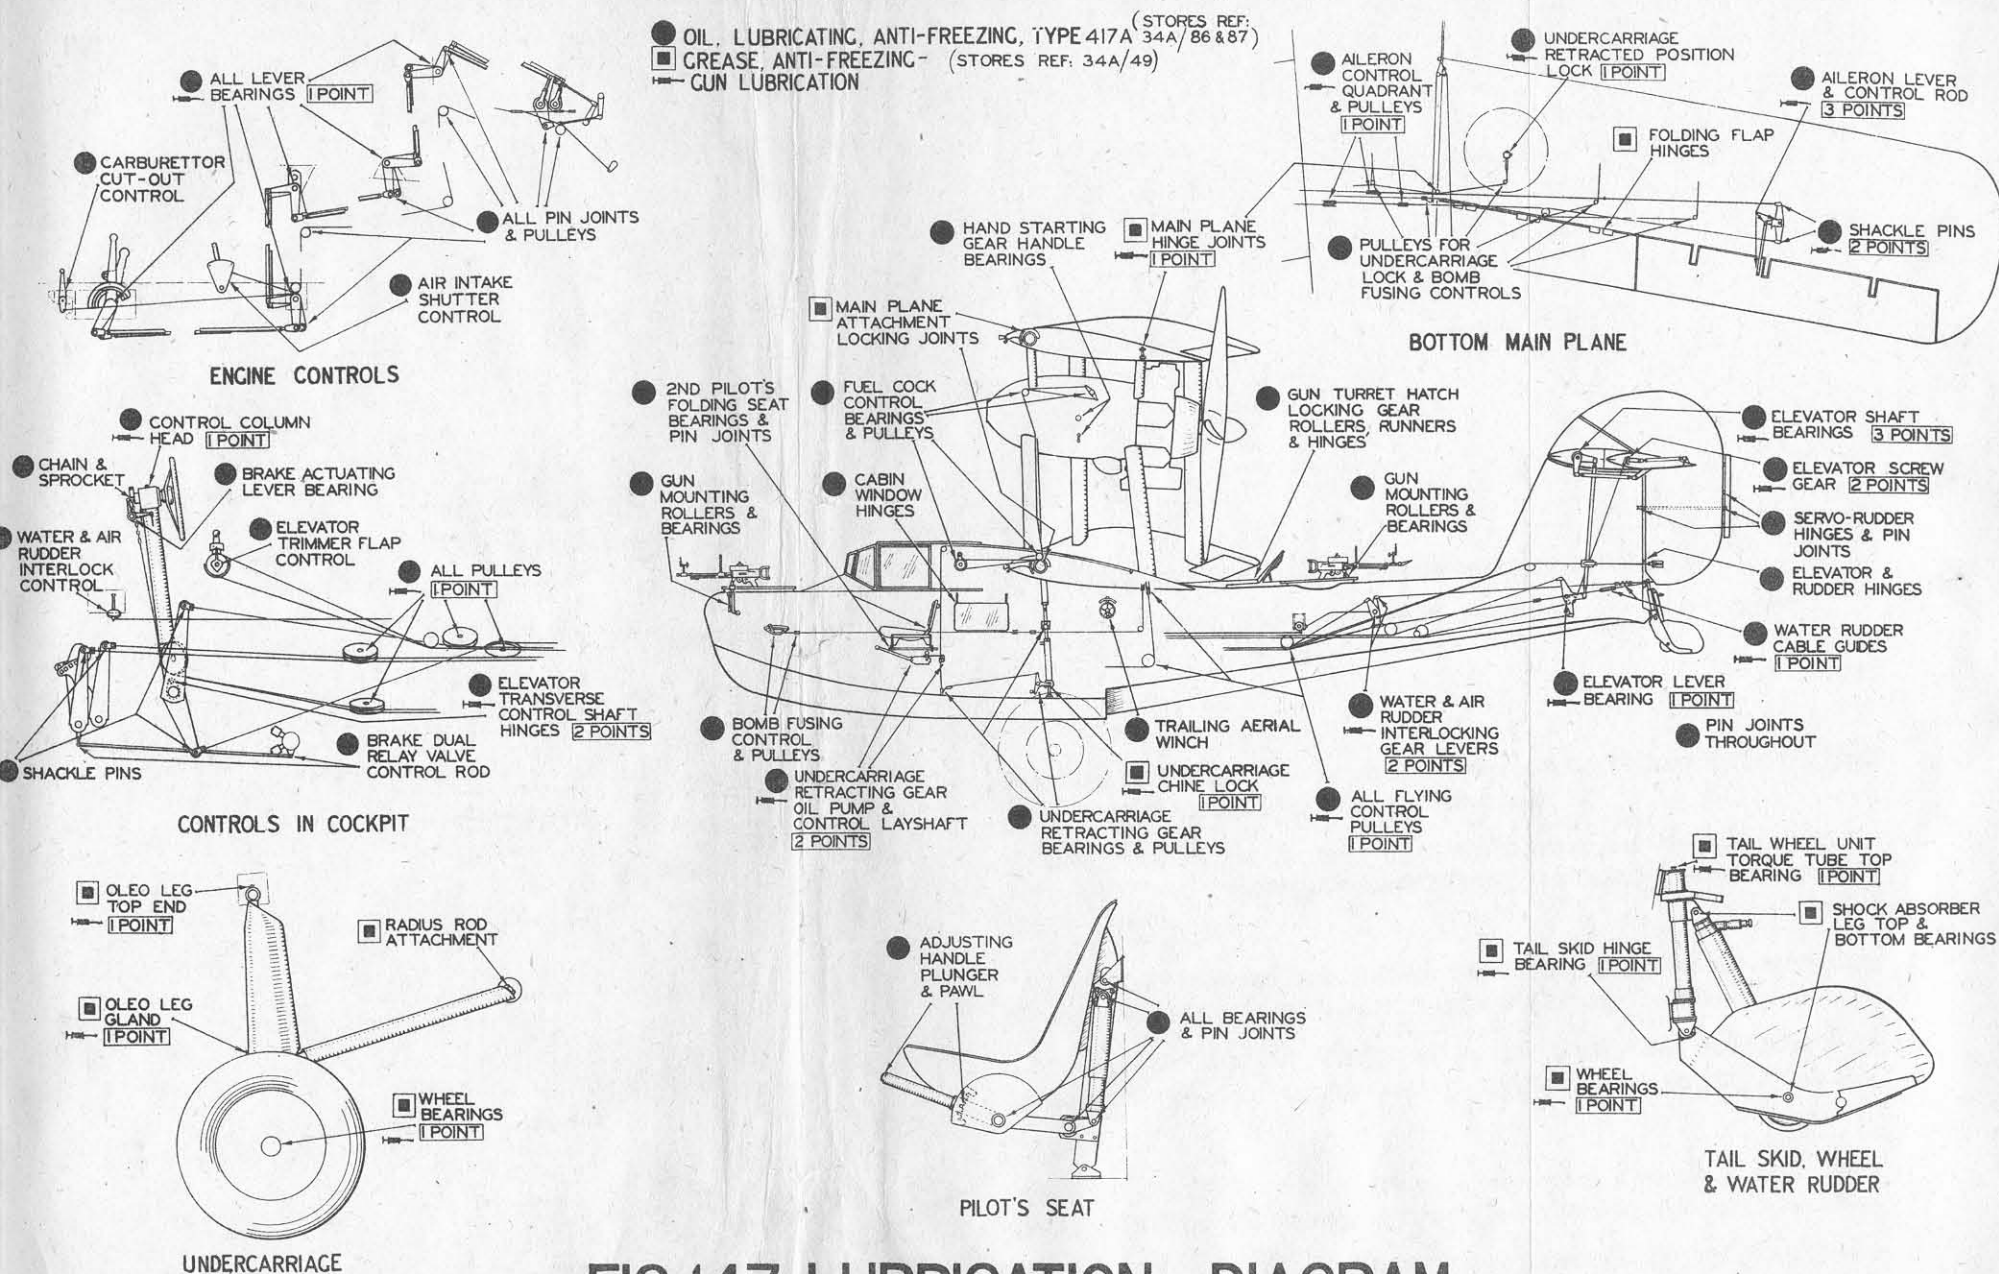 OIL, LUBRICATING, ANTI-FREEZING, TYPE 417A (STORES REF: 34A/86 & 87)
GREASE, ANTI-FREEZING - (STORES REF: 34A/49)
GUN LUBRICATION
ALL LEVER
BEARINGS 1 POINT
CARBURETTOR
CUT-OUT
CONTROL
ALL PIN JOINTS
& PULLEYS
AIR INTAKE
SHUTTER
CONTROL
ENGINE CONTROLS
AILERON
CONTROL
QUADRANT
& PULLEYS
1 POINT
UNDERCARRIAGE
RETRACTED POSITION
LOCK 1 POINT
AILERON LEVER
& CONTROL ROD
3 POINTS
FOLDING FLAP
HINGES
SHACKLE PINS
2 POINTS
PULLEYS FOR
UNDERCARRIAGE
LOCK & BOMB
FUSING CONTROLS
BOTTOM MAIN PLANE
HAND STARTING
GEAR HANDLE
BEARINGS
MAIN PLANE
HINGE JOINTS
1 POINT
MAIN PLANE
ATTACHMENT
LOCKING JOINTS
2ND PILOT'S
FOLDING SEAT
BEARINGS &
PIN JOINTS
FUEL COCK
CONTROL
BEARINGS
& PULLEYS
GUN TURRET HATCH
LOCKING GEAR
ROLLERS, RUNNERS
& HINGES
GUN
MOUNTING
ROLLERS &
BEARINGS
CABIN
WINDOW
HINGES
GUN
MOUNTING
ROLLERS &
BEARINGS
ELEVATOR SHAFT
BEARINGS 3 POINTS
ELEVATOR SCREW
GEAR 2 POINTS
SERVO-RUDDER
HINGES & PIN
JOINTS
ELEVATOR &
RUDDER HINGES
WATER RUDDER
CABLE GUIDES
1 POINT
ELEVATOR LEVER
BEARING 1 POINT
PIN JOINTS
THROUGHOUT
WATER & AIR
RUDDER
INTERLOCKING
GEAR LEVERS
2 POINTS
ALL FLYING
CONTROL
PULLEYS
1 POINT
TRAILING AERIAL
WINCH
UNDERCARRIAGE
CHINE LOCK
1 POINT
UNDERCARRIAGE
RETRACTING GEAR
BEARINGS & PULLEYS
BOMB FUSING
CONTROL
& PULLEYS
UNDERCARRIAGE
RETRACTING GEAR
OIL PUMP &
CONTROL LAYSHAFT
2 POINTS
CONTROL COLUMN
HEAD 1 POINT
CHAIN &
SPROCKET
BRAKE ACTUATING
LEVER BEARING
WATER & AIR
RUDDER
INTERLOCK
CONTROL
ELEVATOR
TRIMMER FLAP
CONTROL
ALL PULLEYS
1 POINT
ELEVATOR
TRANSVERSE
CONTROL SHAFT
HINGES 2 POINTS
BRAKE DUAL
RELAY VALVE
CONTROL ROD
SHACKLE PINS
CONTROLS IN COCKPIT
OLEO LEG
TOP END
1 POINT
RADIUS ROD
ATTACHMENT
OLEO LEG
GLAND
1 POINT
WHEEL
BEARINGS
1 POINT
UNDERCARRIAGE
ADJUSTING
HANDLE
PLUNGER
& PAWL
ALL BEARINGS
& PIN JOINTS
PILOT'S SEAT
TAIL WHEEL UNIT
TORQUE TUBE TOP
BEARING 1 POINT
SHOCK ABSORBER
LEG TOP &
BOTTOM BEARINGS
TAIL SKID HINGE
BEARING 1 POINT
WHEEL
BEARINGS
1 POINT
TAIL SKID, WHEEL
& WATER RUDDER
LUBRICATION DIAGRAM